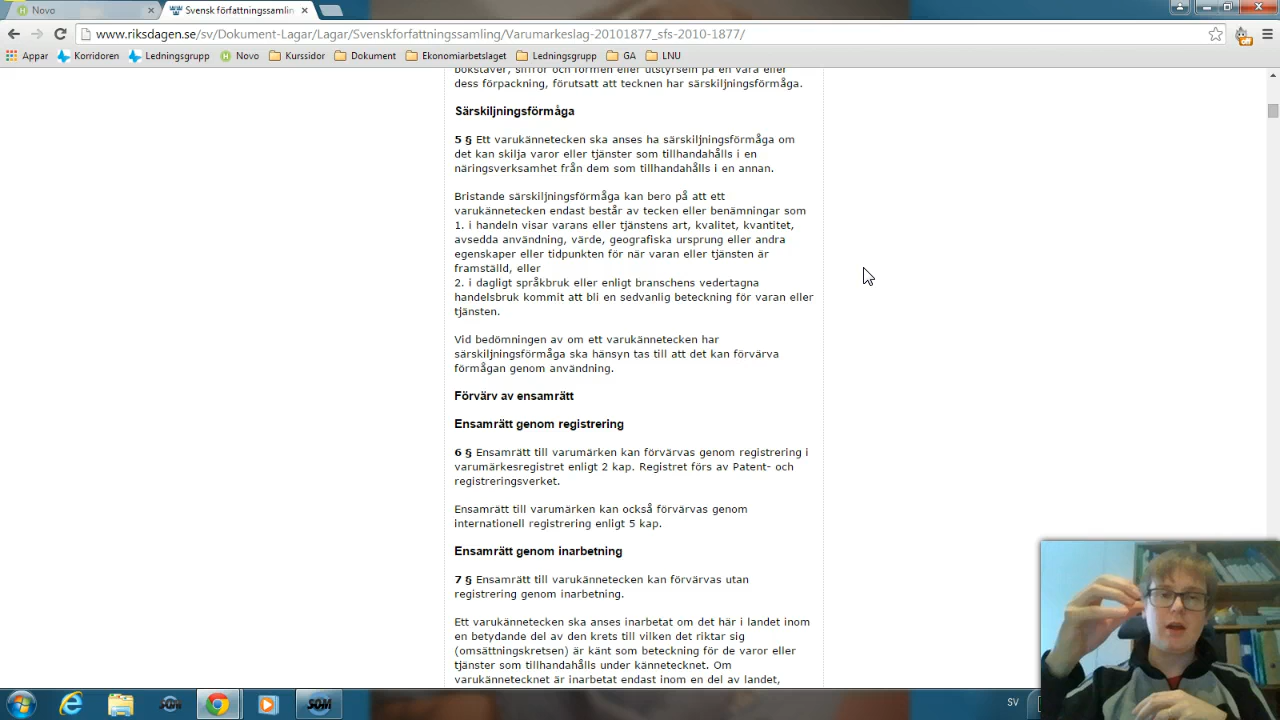 Novo
Svensk författningssamlin
www.riksdagen.se/sv/Dokument-Lagar/Lagar/Svenskforfattningssamling/Varumarkeslag-20101877_sfs-2010-1877/
Appar Korridoren Ledningsgrupp Novo Kurssidor Dokument Ekonomiarbetslaget Ledningsgrupp GA LNU
bokstäver, siffror och formen eller utstyrseln på en vara eller
dess förpackning, förutsatt att tecknen har särskiljningsförmåga.
Särskiljningsförmåga
5 § Ett varukännetecken ska anses ha särskiljningsförmåga om
det kan skilja varor eller tjänster som tillhandahålls i en
näringsverksamhet från dem som tillhandahålls i en annan.
Bristande särskiljningsförmåga kan bero på att ett
varukännetecken endast består av tecken eller benämningar som
1. i handeln visar varans eller tjänstens art, kvalitet, kvantitet,
avsedda användning, värde, geografiska ursprung eller andra
egenskaper eller tidpunkten för när varan eller tjänsten är
framställd, eller
2. i dagligt språkbruk eller enligt branschens vedertagna
handelsbruk kommit att bli en sedvanlig beteckning för varan eller
tjänsten.
Vid bedömningen av om ett varukännetecken har
särskiljningsförmåga ska hänsyn tas till att det kan förvärva
förmågan genom användning.
Förvärv av ensamrätt
Ensamrätt genom registrering
6 § Ensamrätt till varumärken kan förvärvas genom registrering i
varumärkesregistret enligt 2 kap. Registret förs av Patent- och
registreringsverket.
Ensamrätt till varumärken kan också förvärvas genom
internationell registrering enligt 5 kap.
Ensamrätt genom inarbetning
7 § Ensamrätt till varukännetecken kan förvärvas utan
registrering genom inarbetning.
Ett varukännetecken ska anses inarbetat om det här i landet inom
en betydande del av den krets till vilken det riktar sig
(omsättningskretsen) är känt som beteckning för de varor eller
tjänster som tillhandahålls under kännetecknet. Om
varukännetecknet är inarbetat endast inom en del av landet,
SOM
SOM
SV